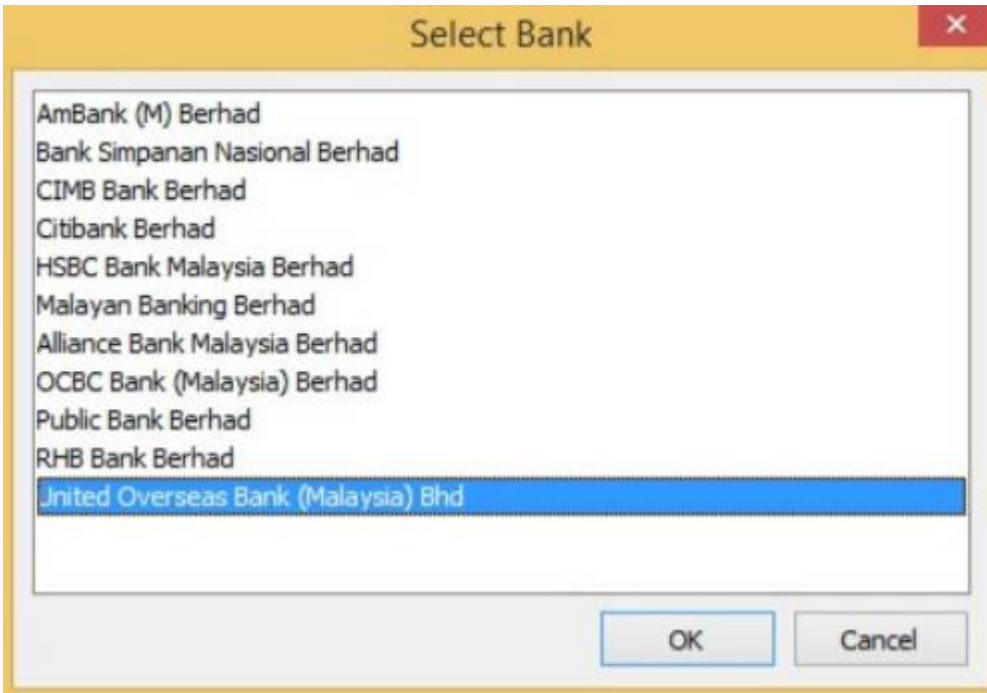 Select Bank
AmBank (M) Berhad
Bank Simpanan Nasional Berhad
CIMB Bank Berhad
Citibank Berhad
HSBC Bank Malaysia Berhad
Malayan Banking Berhad
Alliance Bank Malaysia Berhad
OCBC Bank (Malaysia) Berhad
Public Bank Berhad
RHB Bank Berhad
United Overseas Bank (Malaysia) Bhd
OK Cancel